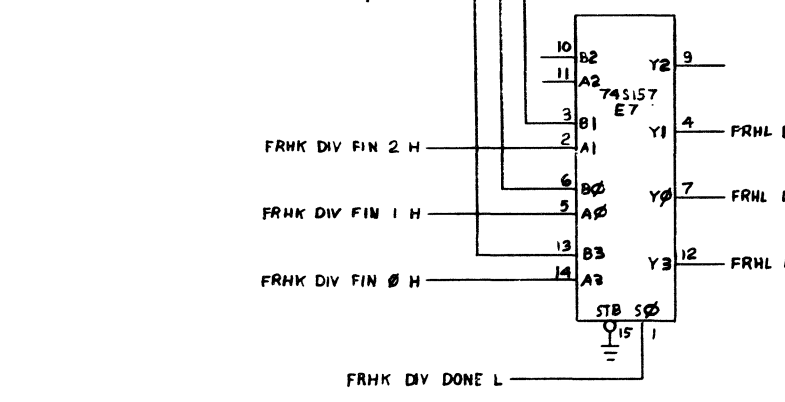 10 B2
Y2 9
11 A2
74S157
E7
3 B1
FRHK DIV FIN 2 H 2 A1
Y1 4 FRHL
6 BØ
YØ 7 FRHL
FRHK DIV FIN 1 H 5 AØ
13 B3
Y3 12 FRHL
FRHK DIV FIN Ø H 14 A3
STB SØ
15 1
FRHK DIV DONE L